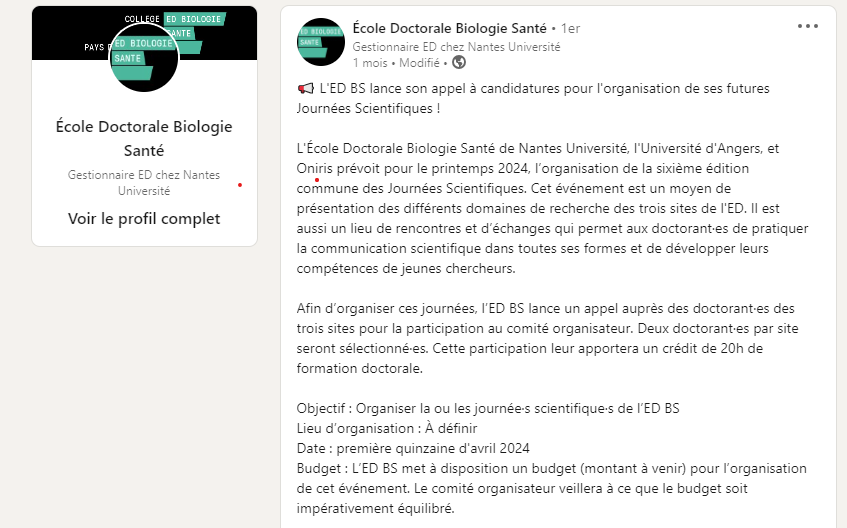 COLLEGE ED BIOLOGIE
SANTÉ
PAYS
ED BIOLOGIE
SANTE
École Doctorale Biologie
Santé
Gestionnaire ED chez Nantes
Université
Voir le profil complet
ED BIOLOGIE
SANTE
École Doctorale Biologie Santé • 1er
Gestionnaire ED chez Nantes Université
1 mois • Modifié •
L'ED BS lance son appel à candidatures pour l'organisation de ses futures
Journées Scientifiques !
L'École Doctorale Biologie Santé de Nantes Université, l'Université d'Angers, et
Oniris prévoit pour le printemps 2024, l’organisation de la sixième édition
commune des Journées Scientifiques. Cet événement est un moyen de
présentation des différents domaines de recherche des trois sites de l'ED. Il est
aussi un lieu de rencontres et d’échanges qui permet aux doctorant·es de pratiquer
la communication scientifique dans toutes ses formes et de développer leurs
compétences de jeunes chercheurs.
Afin d’organiser ces journées, l’ED BS lance un appel auprès des doctorant·es des
trois sites pour la participation au comité organisateur. Deux doctorant·es par site
seront sélectionné·es. Cette participation leur apportera un crédit de 20h de
formation doctorale.
Objectif : Organiser la ou les journée·s scientifique·s de l’ED BS
Lieu d’organisation : À définir
Date : première quinzaine d'avril 2024
Budget : L’ED BS met à disposition un budget (montant à venir) pour l’organisation
de cet événement. Le comité organisateur veillera à ce que le budget soit
impérativement équilibré.